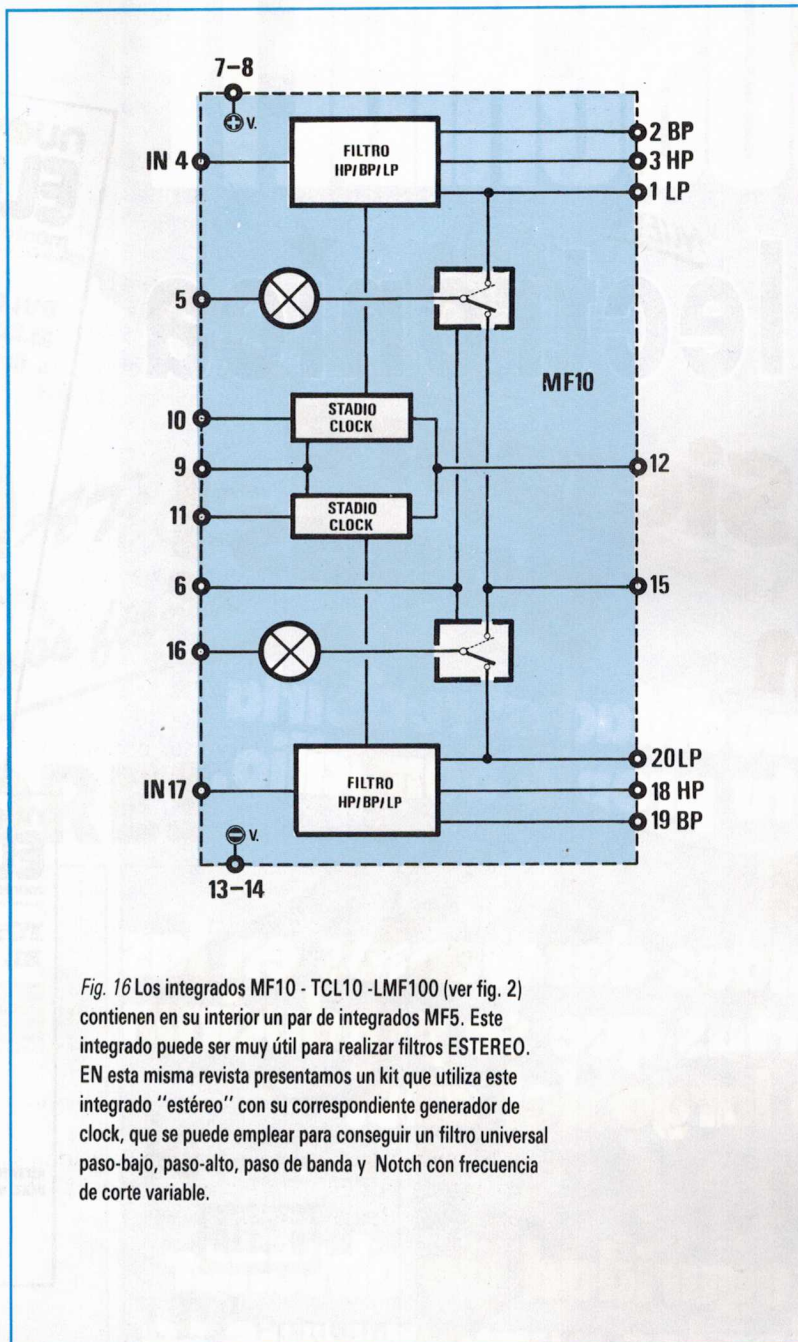 7–8
V.
IN 4
FILTRO
HP/BP/LP
2 BP
3 HP
1 LP
5
MF10
10
STADIO
CLOCK
9
12
11
STADIO
CLOCK
6
15
16
IN 17
FILTRO
HP/BP/LP
20 LP
18 HP
19 BP
V.
13–14
Fig. 16 Los integrados MF10 - TCL10 -LMF100 (ver fig. 2)
contienen en su interior un par de integrados MF5. Este
integrado puede ser muy útil para realizar filtros ESTEREO.
EN esta misma revista presentamos un kit que utiliza este
integrado "estéreo" con su correspondiente generador de
clock, que se puede emplear para conseguir un filtro universal
paso-bajo, paso-alto, paso de banda y Notch con frecuencia
de corte variable.